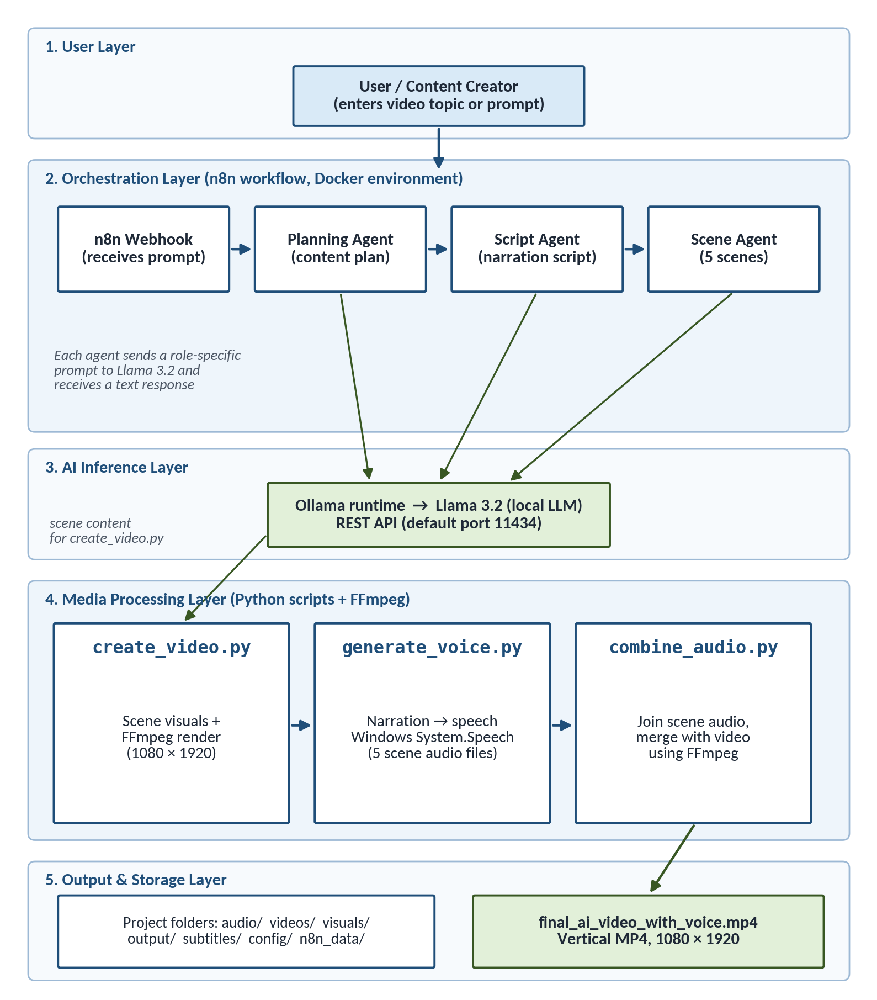 1. User Layer
User / Content Creator
(enters video topic or prompt)
2. Orchestration Layer (n8n workflow, Docker environment)
n8n Webhook
(receives prompt)
Planning Agent
(content plan)
Script Agent
(narration script)
Scene Agent
(5 scenes)
Each agent sends a role-specific
prompt to Llama 3.2 and
receives a text response
3. AI Inference Layer
Ollama runtime → Llama 3.2 (local LLM)
REST API (default port 11434)
scene content
for create_video.py
4. Media Processing Layer (Python scripts + FFmpeg)
create_video.py
Scene visuals +
FFmpeg render
(1080 × 1920)
generate_voice.py
Narration → speech
Windows System.Speech
(5 scene audio files)
combine_audio.py
Join scene audio,
merge with video
using FFmpeg
5. Output & Storage Layer
Project folders: audio/ videos/ visuals/
output/ subtitles/ config/ n8n_data/
final_ai_video_with_voice.mp4
Vertical MP4, 1080 × 1920